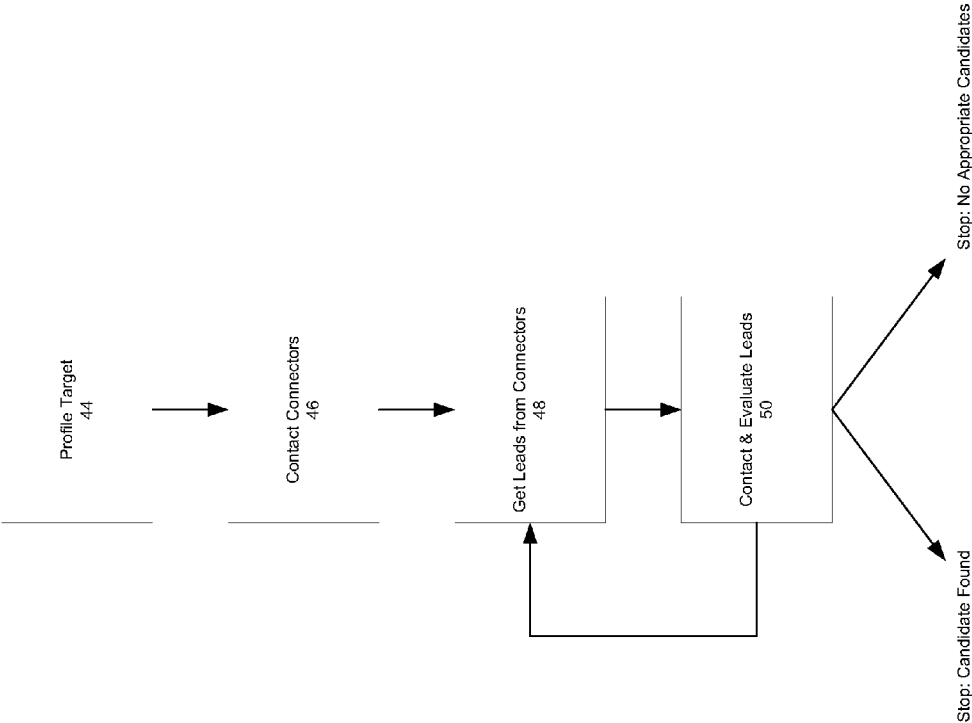 Profile Target
44
Contact Connectors
46
Get Leads from Connectors
48
Contact & Evaluate Leads
50
Stop: Candidate Found
Stop: No Appropriate Candidates